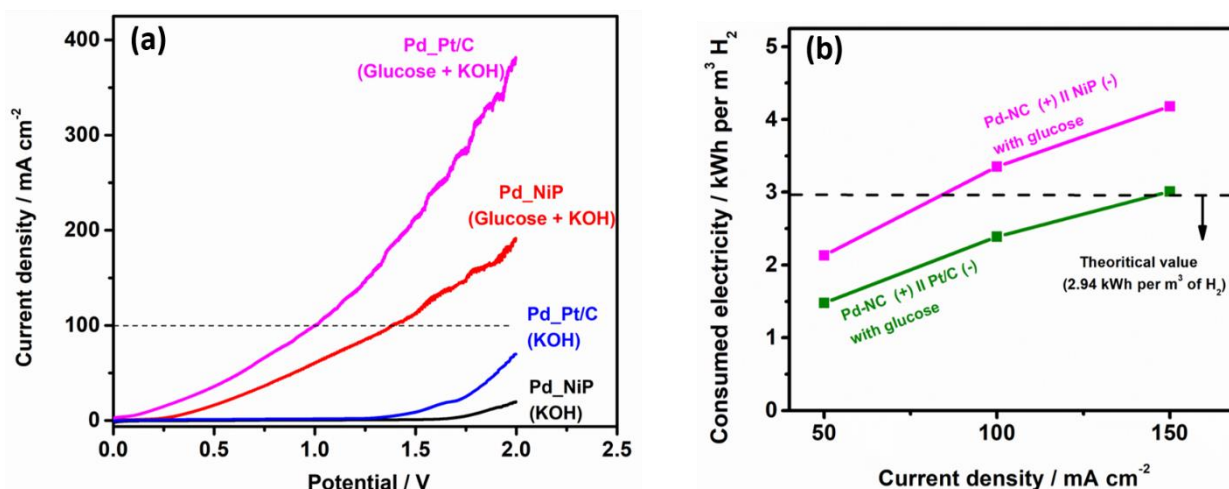 (a)
400
300
200
100
0
Current density / mA cm⁻²
Pd_Pt/C
(Glucose + KOH)
Pd_NiP
(Glucose + KOH)
Pd_Pt/C
(KOH)
Pd_NiP
(KOH)
0.0 0.5 1.0 1.5 2.0 2.5
Potential / V
(b)
5
4
3
2
1
0
Consumed electricity / kWh per m³ H₂
Pd-NC (+) II NiP (-)
with glucose
Pd-NC (+) II Pt/C (-)
with glucose
Theoritical value
(2.94 kWh per m³ of H₂)
50 100 150
Current density / mA cm⁻²